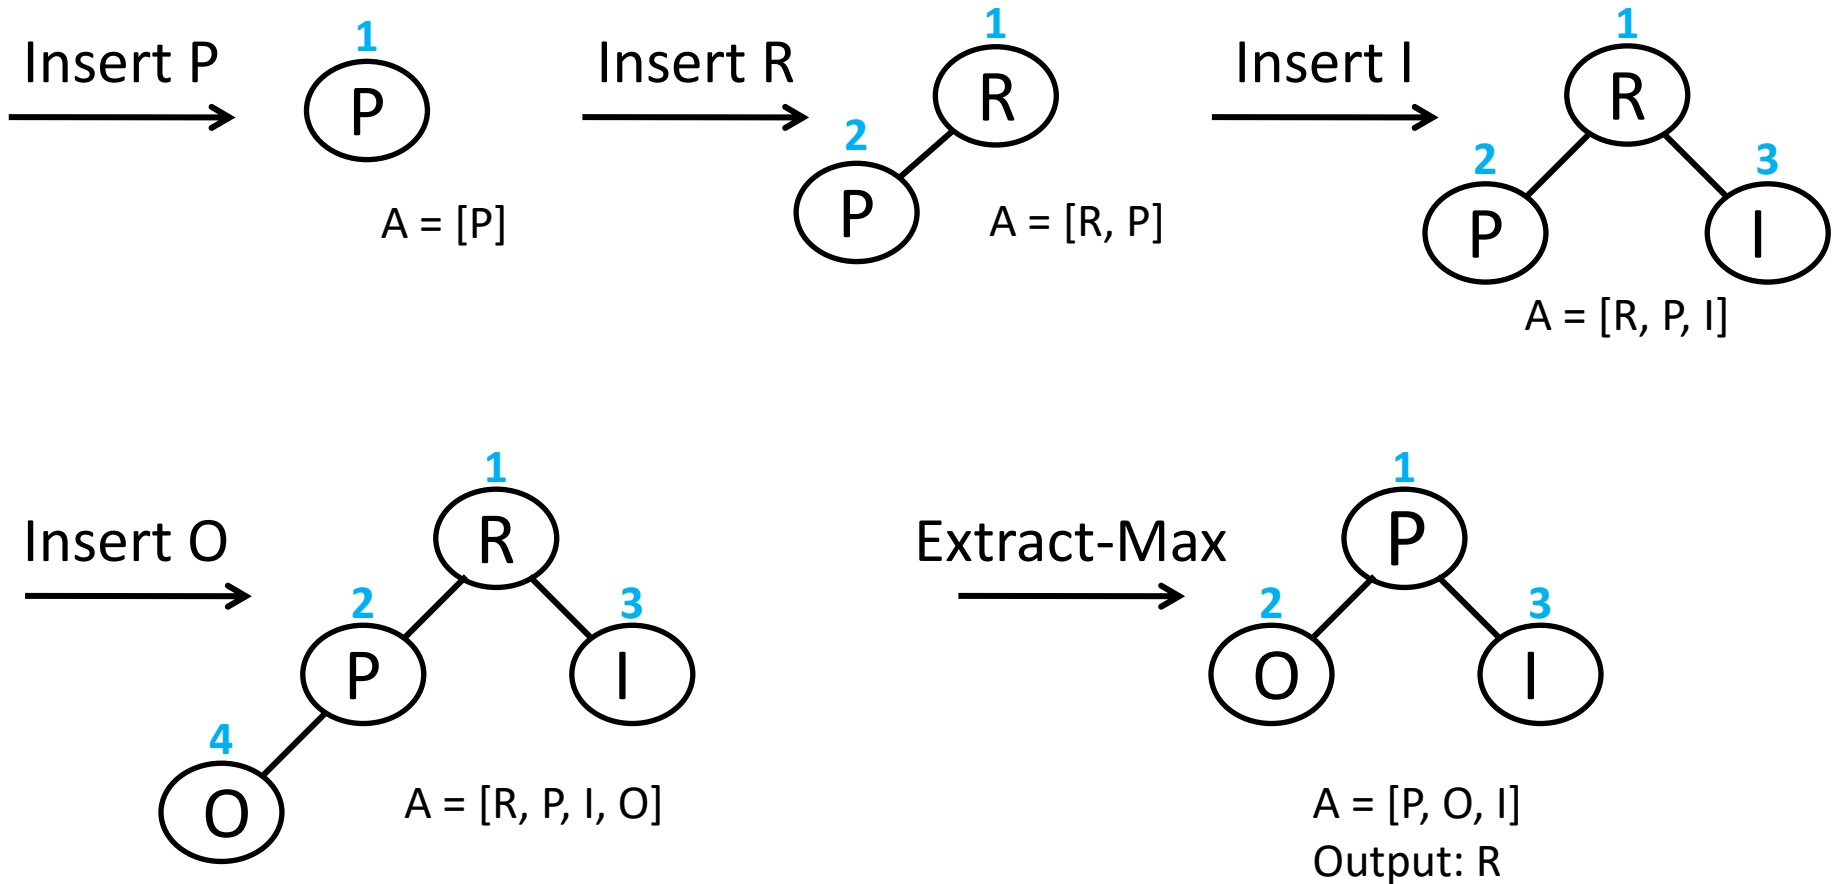 Insert P
1
P
A = [P]
Insert R
1
R
2
P
A = [R, P]
Insert I
1
R
2
P
3
I
A = [R, P, I]
Insert O
1
R
2
P
3
I
4
O
A = [R, P, I, O]
Extract-Max
1
P
2
O
3
I
A = [P, O, I]
Output: R